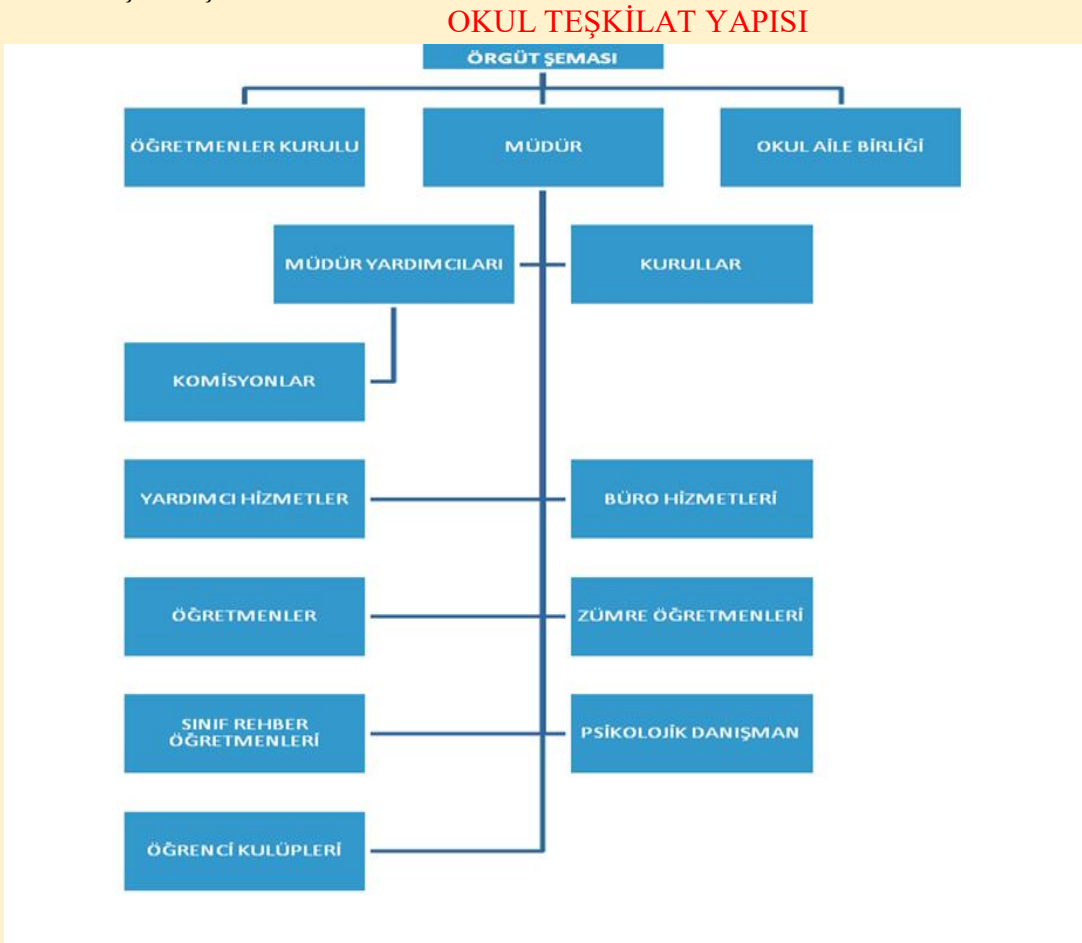 OKUL TEŞKİLAT YAPISI
ÖRGÜT ŞEMASI
ÖĞRETMENLER KURULU
MÜDÜR
OKUL AİLE BİRLİĞİ
MÜDÜR YARDIMCILARI
KURULLAR
KOMİSYONLAR
YARDIMCI HİZMETLER
BÜRO HİZMETLERİ
ÖĞRETMENLER
ZÜMRE ÖĞRETMENLERİ
SINIF REHBER
ÖĞRETMENLERİ
PSİKOLOJİK DANIŞMAN
ÖĞRENCİ KULÜPLERİ